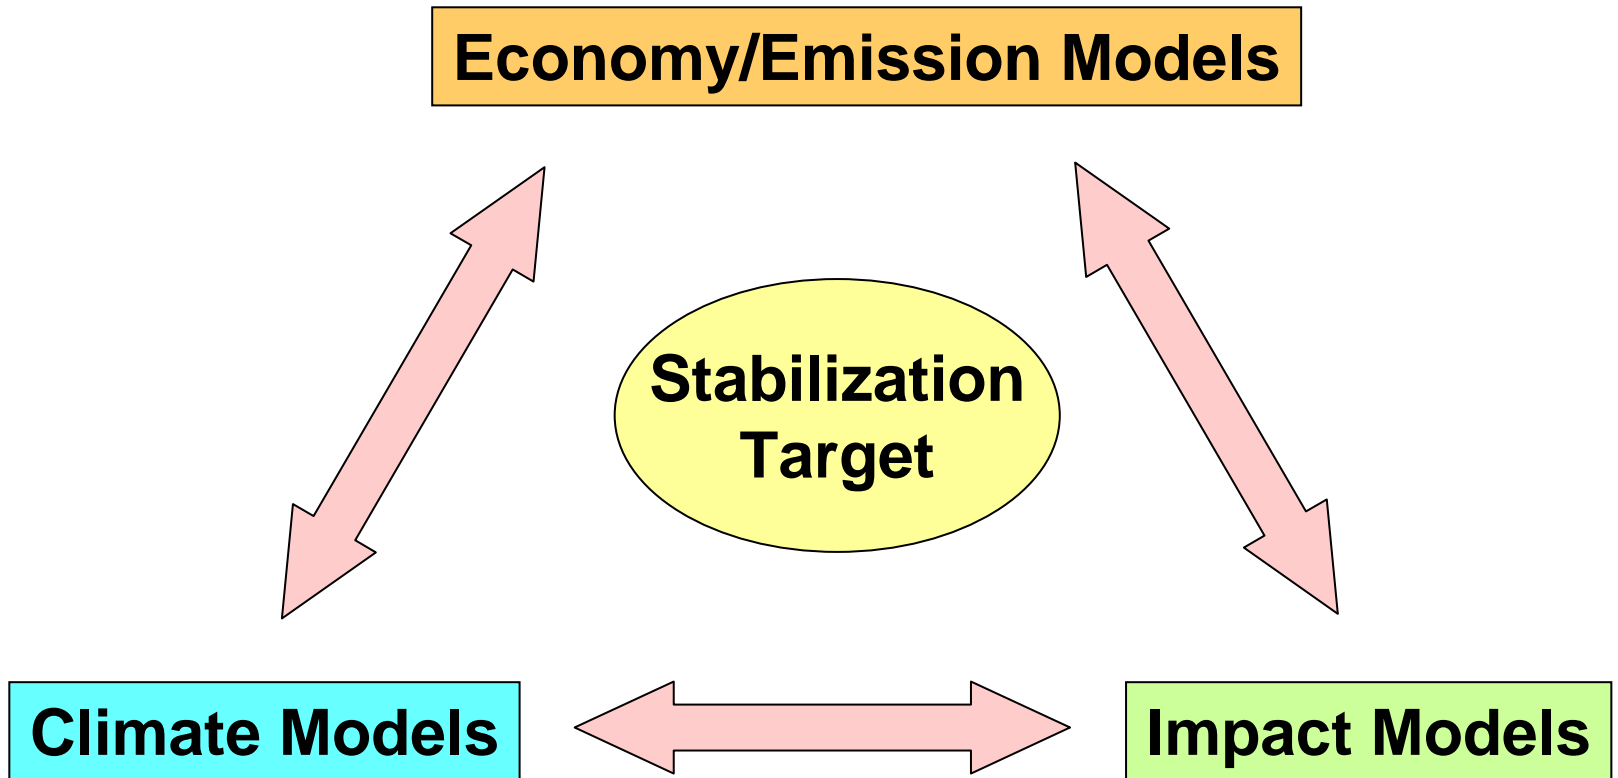 Economy/Emission Models
Stabilization
Target
Climate Models
Impact Models